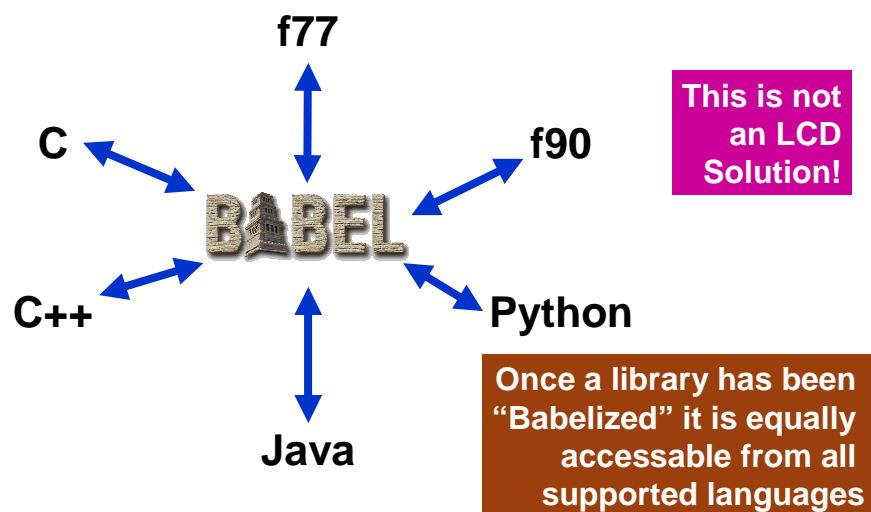 f77
C
f90
This is not
an LCD
Solution!
BABEL
C++
Python
Java
Once a library has been
“Babelized” it is equally
accessable from all
supported languages